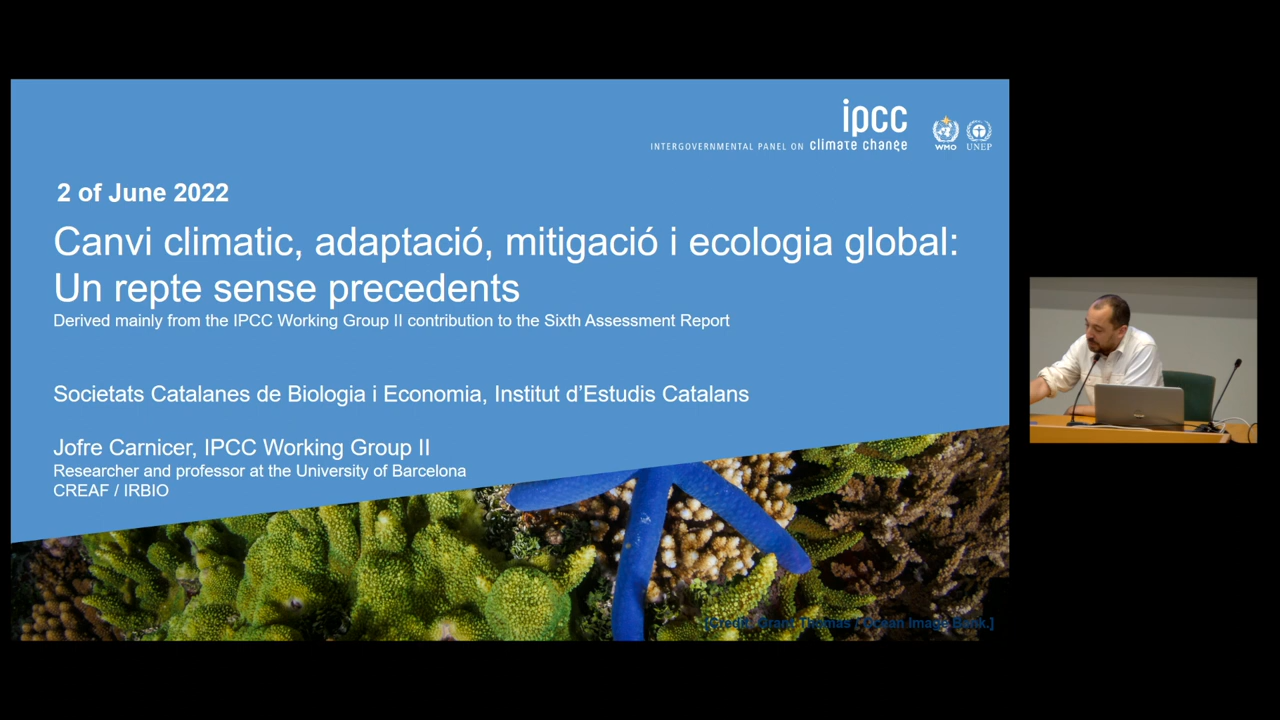 ipcc
INTERGOVERNMENTAL PANEL ON climate change
WMO
UNEP
2 of June 2022
Canvi climatic, adaptació, mitigació i ecologia global:
Un repte sense precedents
Derived mainly from the IPCC Working Group II contribution to the Sixth Assessment Report
Societats Catalanes de Biologia i Economia, Institut d’Estudis Catalans
Jofre Carnicer, IPCC Working Group II
Researcher and professor at the University of Barcelona
CREAF / IRBIO
[Credit: Grant Thomas / Ocean Image Bank.]